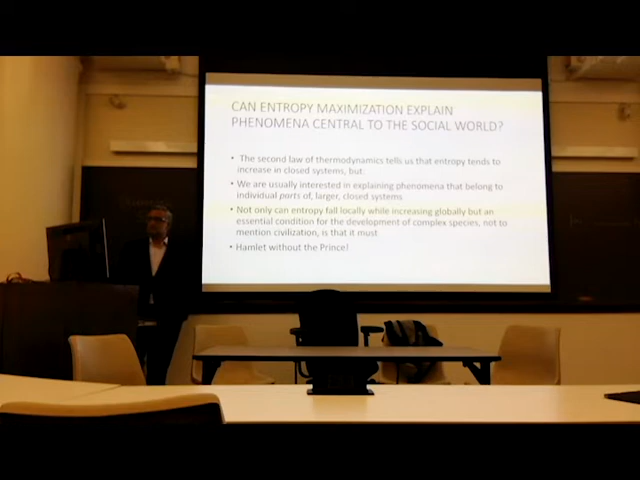 CAN ENTROPY MAXIMIZATION EXPLAIN
PHENOMENA CENTRAL TO THE SOCIAL WORLD?
• The second law of thermodynamics tells us that entropy tends to
increase in closed systems, but.
• We are usually interested in explaining phenomena that belong to
individual parts of, larger, closed systems
• Not only can entropy fall locally while increasing globally but an
essential condition for the development of complex species, not to
mention civilization, is that it must
• Hamlet without the Prince!